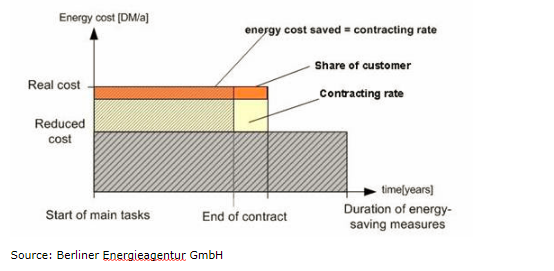 Energy cost [DM/a]
energy cost saved = contracting rate
Share of customer
Real cost
Contracting rate
Reduced
cost
time[years]
Start of main tasks
End of contract
Duration of energy-
saving measures
Source: Berliner Energieagentur GmbH